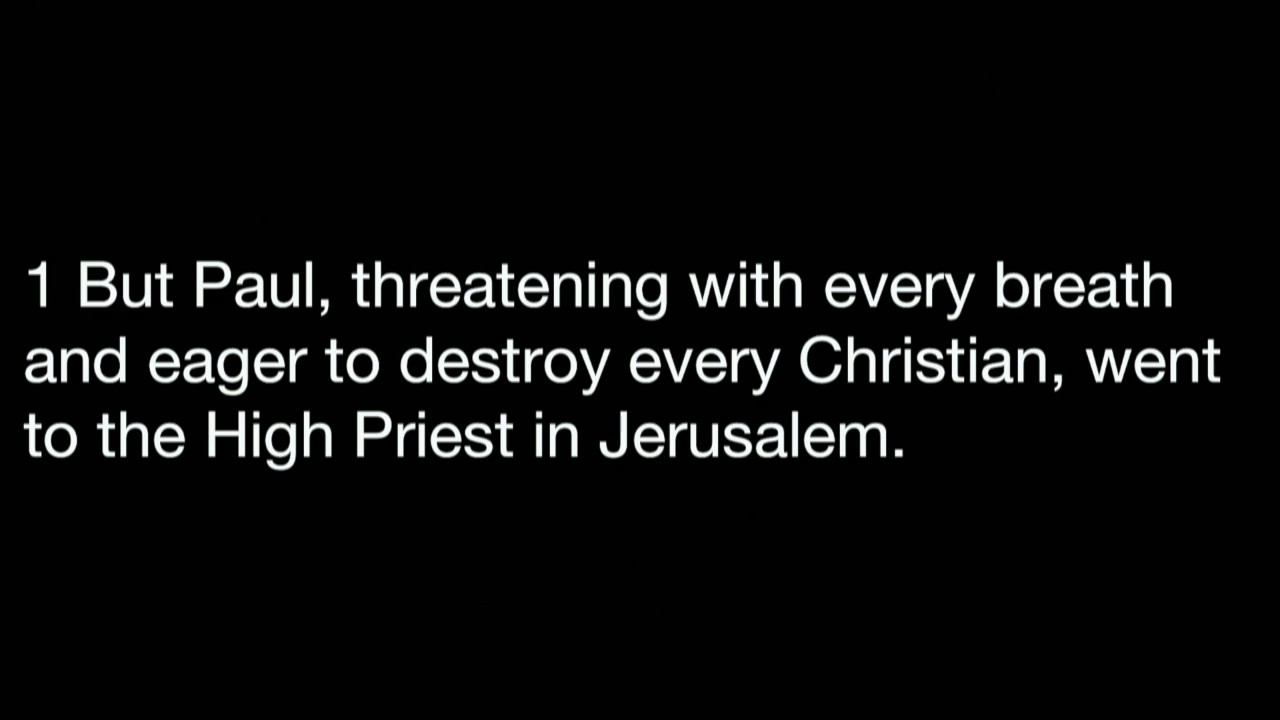 1 But Paul, threatening with every breath
and eager to destroy every Christian, went
to the High Priest in Jerusalem.